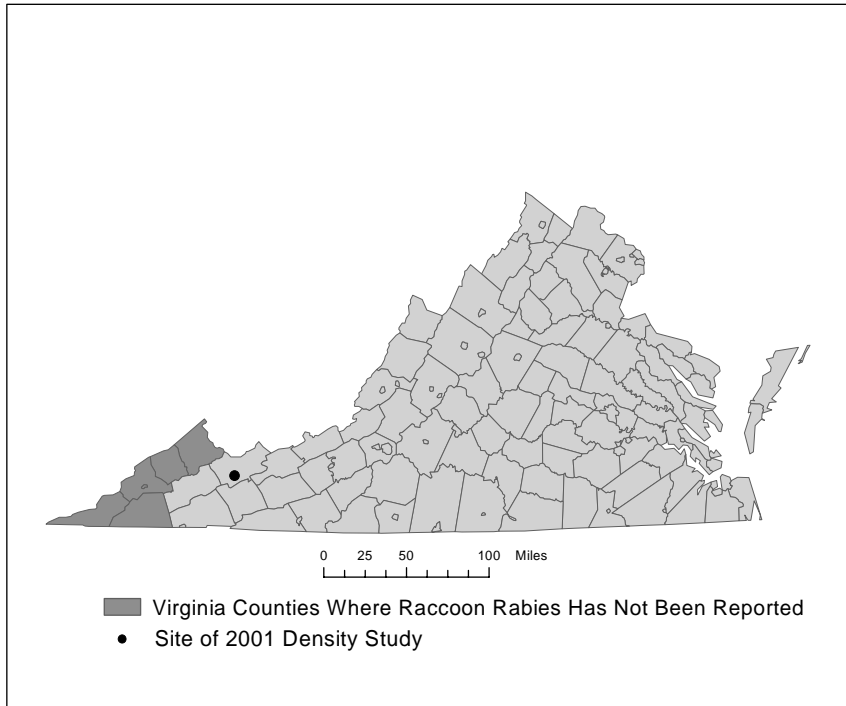 0 25 50 100 Miles
Virginia Counties Where Raccoon Rabies Has Not Been Reported
Site of 2001 Density Study